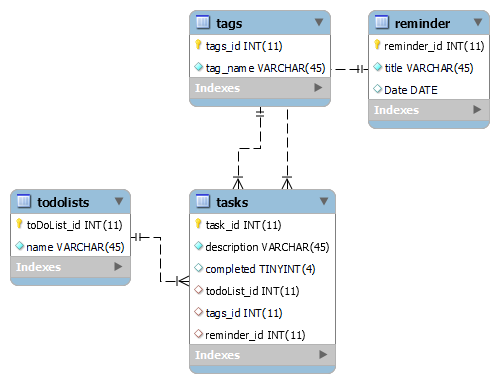 tags
tags_id INT(11)
tag_name VARCHAR(45)
Indexes
reminder
reminder_id INT(11)
title VARCHAR(45)
Date DATE
Indexes
todolists
toDoList_id INT(11)
name VARCHAR(45)
Indexes
tasks
task_id INT(11)
description VARCHAR(45)
completed TINYINT(4)
todoList_id INT(11)
tags_id INT(11)
reminder_id INT(11)
Indexes